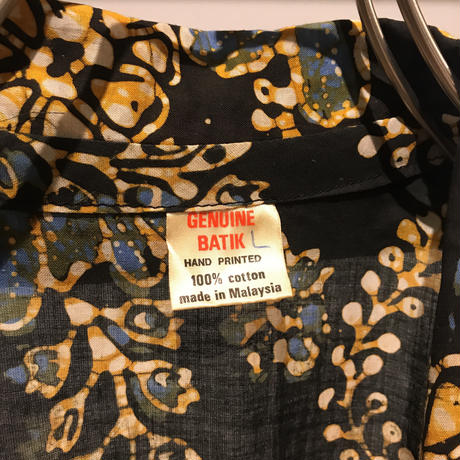 GENUINE
BATIK L
HAND PRINTED
100% cotton
made in Malaysia